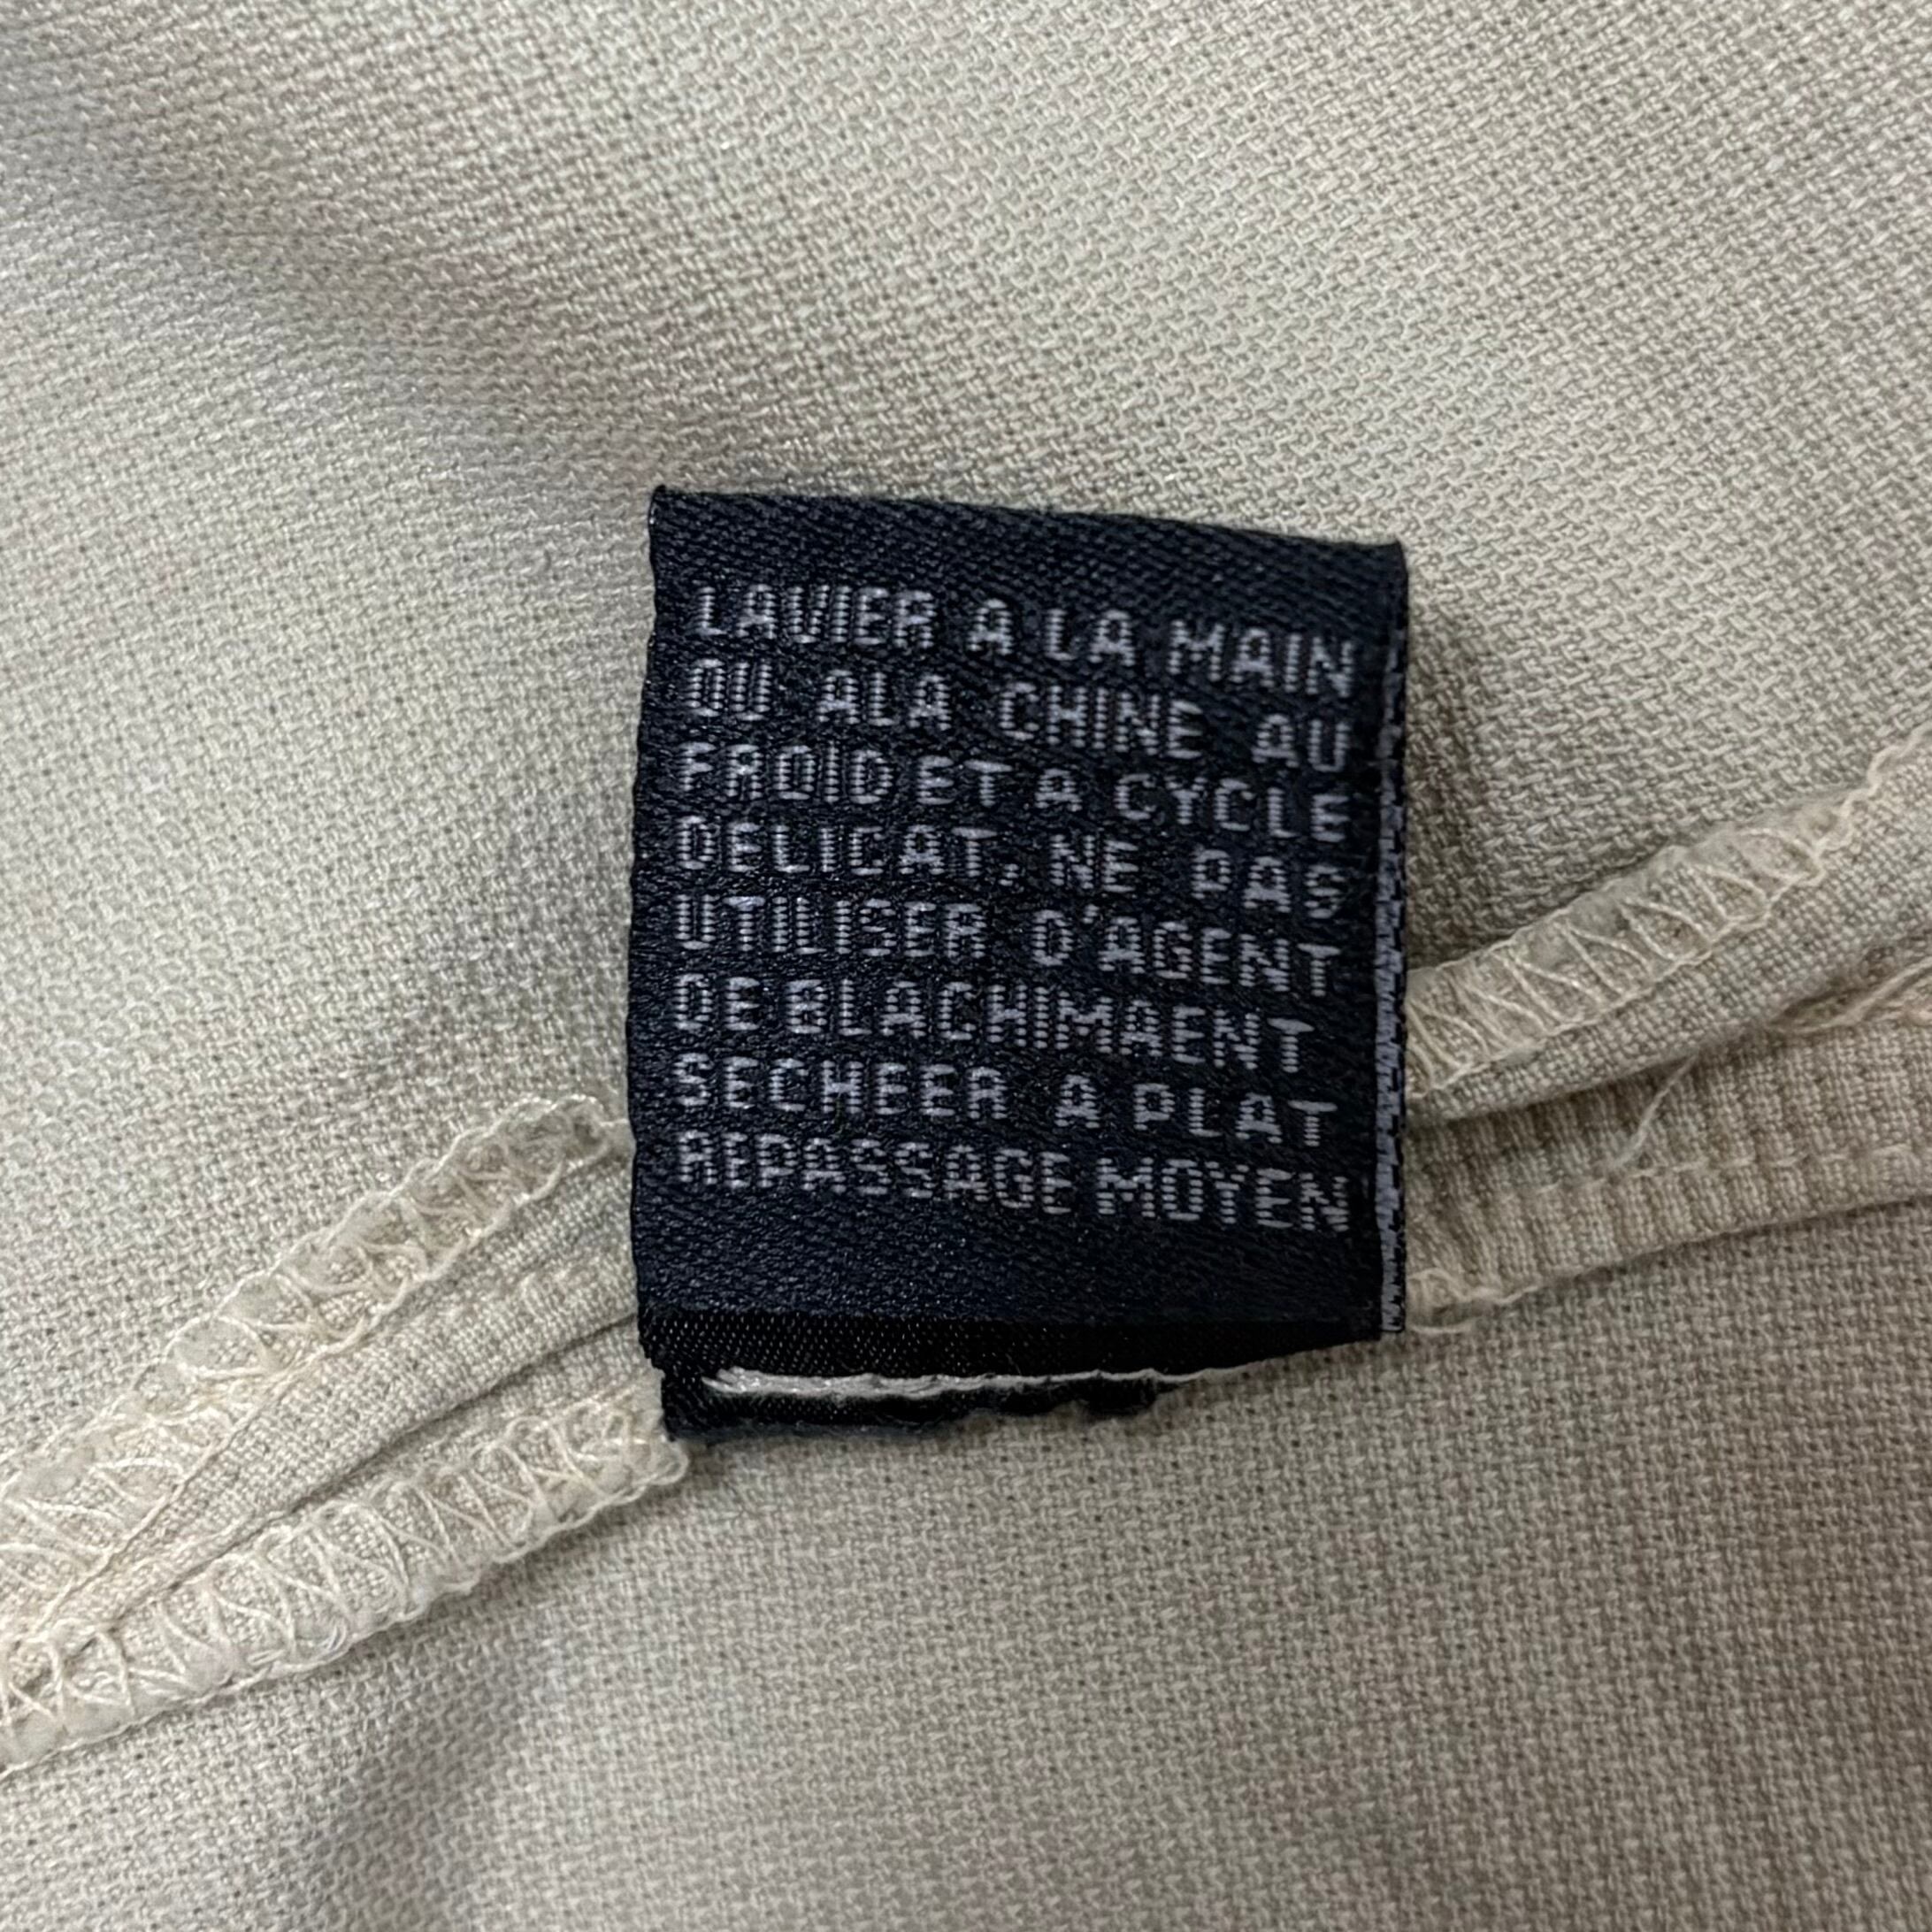 LAVIER A LA MAIN
OU ALA CHINE AU
FROID ET A CYCLE
DELICAT, NE PAS
UTILISER D'AGENT
DE BLACHIMAENT
SECHEER A PLAT
REPASSAGE MOYEN